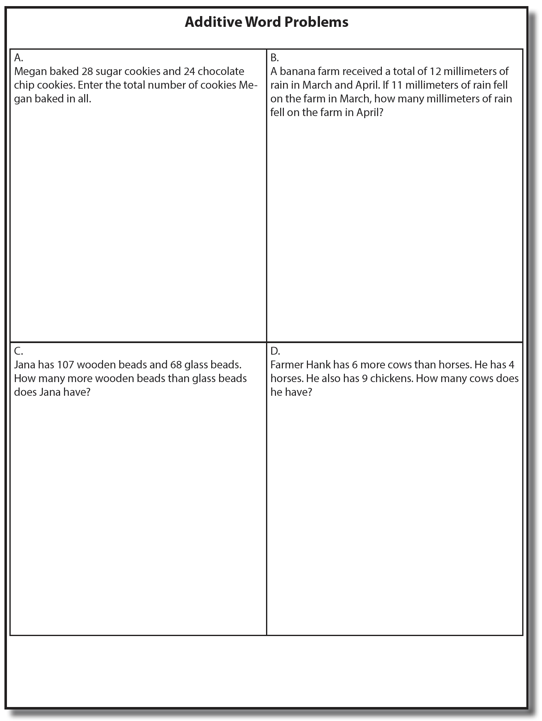 Additive Word Problems
A.
Megan baked 28 sugar cookies and 24 chocolate
chip cookies. Enter the total number of cookies Me-
gan baked in all.
B.
A banana farm received a total of 12 millimeters of
rain in March and April. If 11 millimeters of rain fell
on the farm in March, how many millimeters of rain
fell on the farm in April?
C.
Jana has 107 wooden beads and 68 glass beads.
How many more wooden beads than glass beads
does Jana have?
D.
Farmer Hank has 6 more cows than horses. He has 4
horses. He also has 9 chickens. How many cows does
he have?